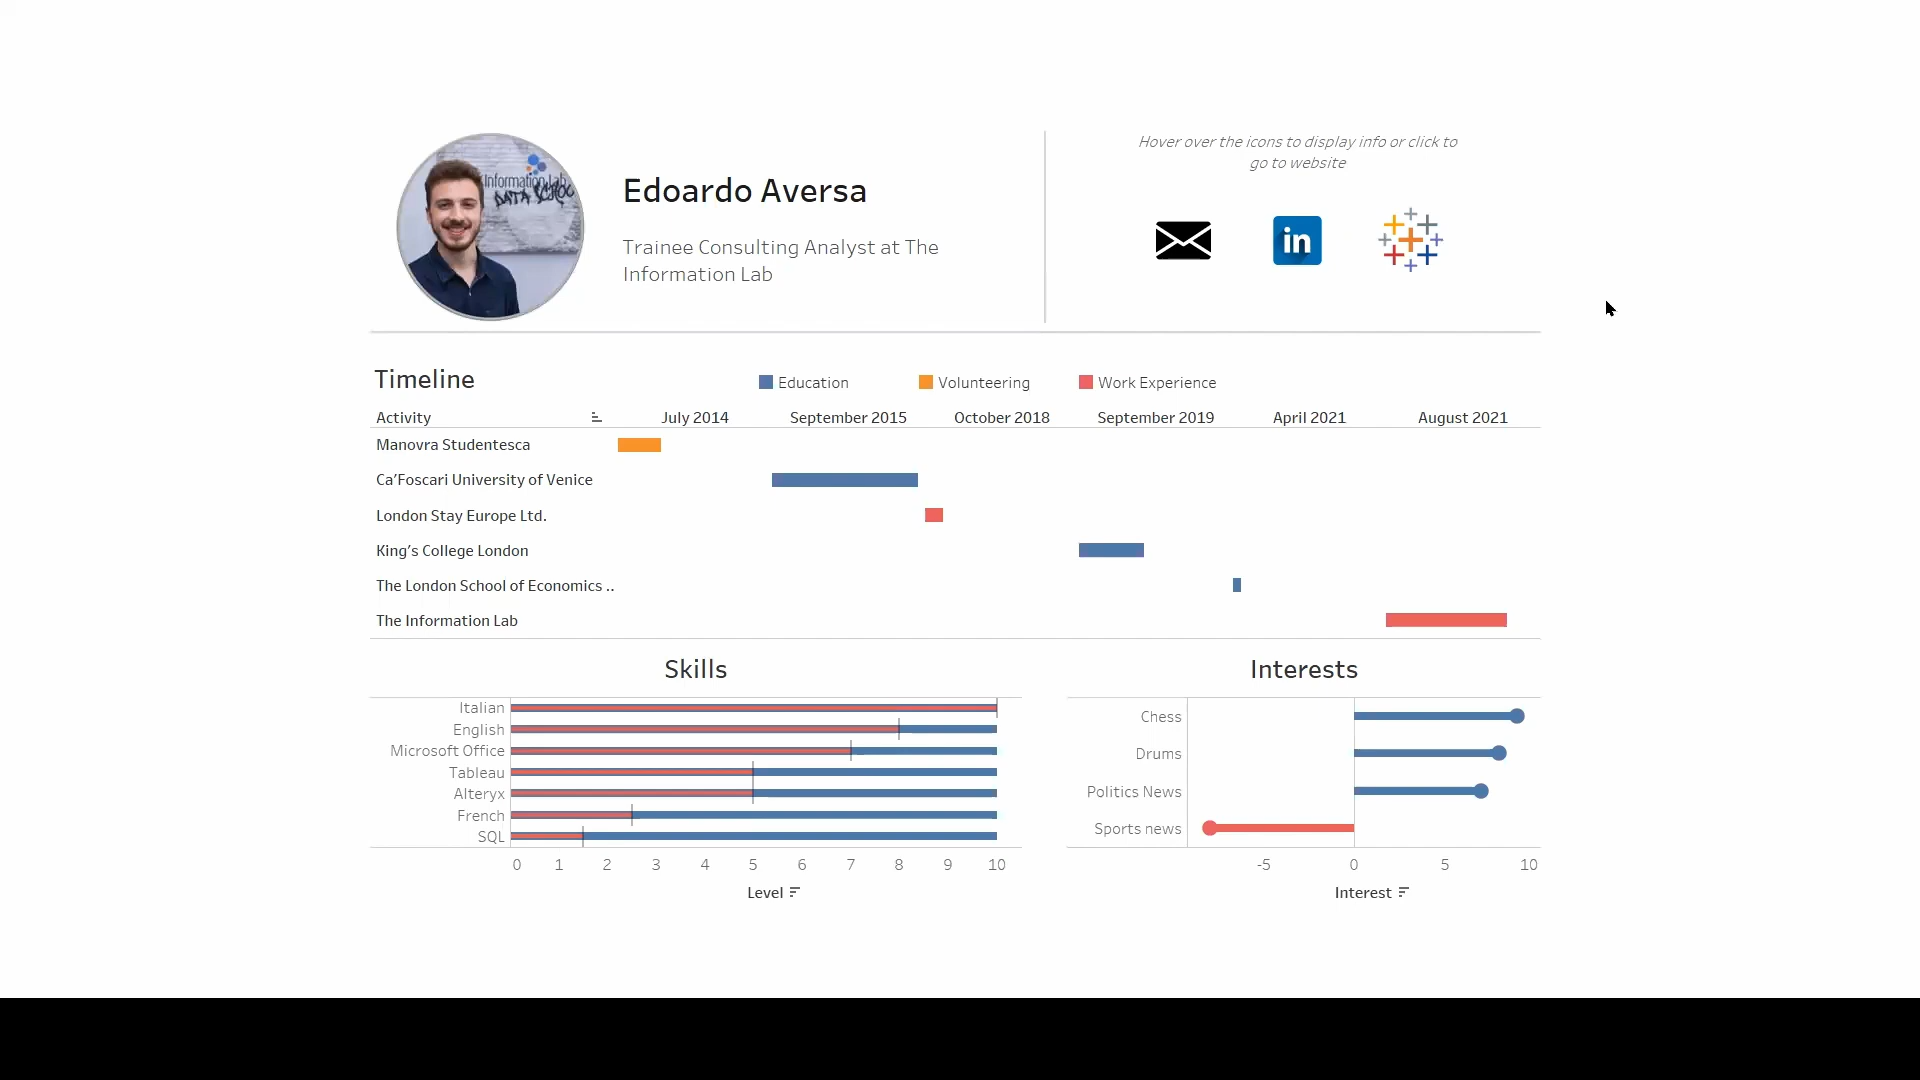 Information Lab
DATA SCHOOL
Edoardo Aversa
Trainee Consulting Analyst at The
Information Lab
Hover over the icons to display info or click to
go to website
in
Timeline
Education
Volunteering
Work Experience
Activity
July 2014
September 2015
October 2018
September 2019
April 2021
August 2021
Manovra Studentesca
Ca'Foscari University of Venice
London Stay Europe Ltd.
King's College London
The London School of Economics ..
The Information Lab
Skills
Italian
English
Microsoft Office
Tableau
Alteryx
French
SQL
0 1 2 3 4 5 6 7 8 9 10
Level
Interests
Chess
Drums
Politics News
Sports news
-5 0 5 10
Interest